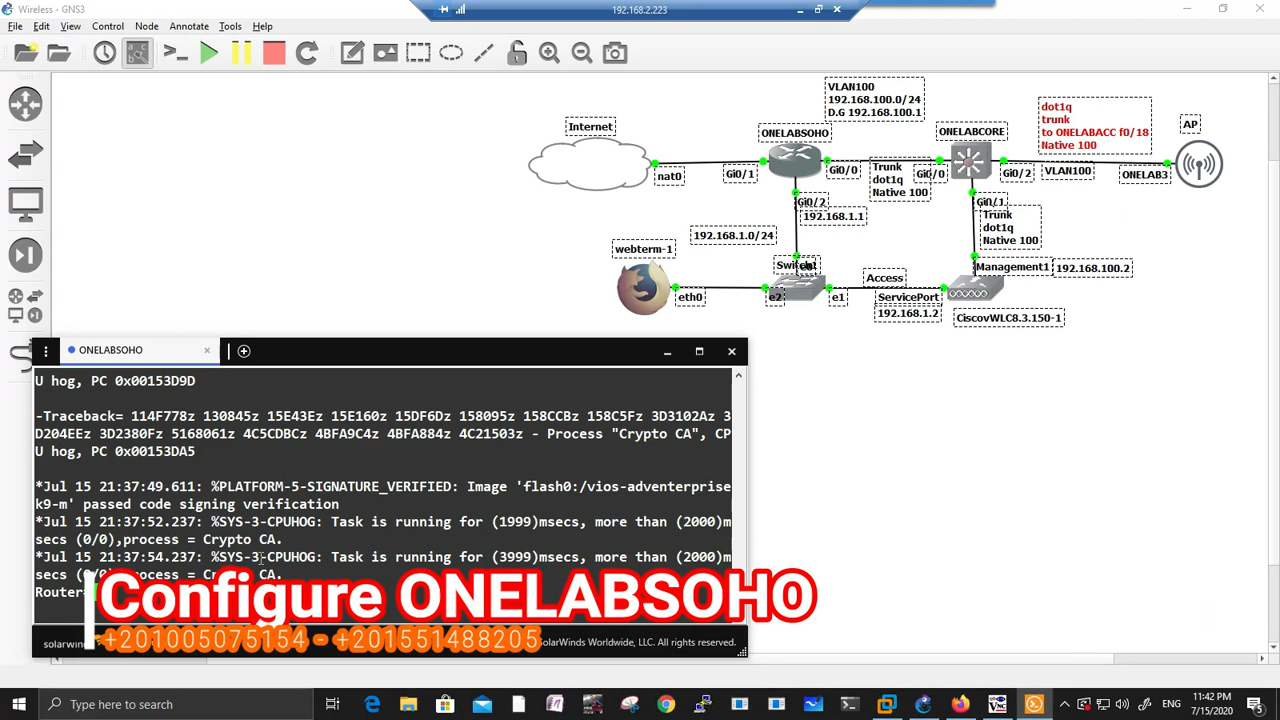 Wireless - GNS3
192.168.2.223
File Edit View Control Node Annotate Tools Help
VLAN100
192.168.100.0/24
D.G 192.168.100.1
dot1q
trunk
to ONELABACC f0/18
Native 100
Internet
ONELABSOHO
ONELABCORE
AP
nat0
Gi0/1
Gi0/0
Trunk
dot1q
Native 100
Gi0/0
Gi0/2
VLAN100
ONELAB3
Gi0/2
192.168.1.1
Gi0/1
Trunk
dot1q
Native 100
192.168.1.0/24
webterm-1
Access
Management1
192.168.100.2
eth0
e2
e1
ServicePort
192.168.1.2
CiscovWLC8.3.150-1
ONELABSOHO
U hog, PC 0x00153D9D
-Traceback= 114F778z 130845z 15E43Ez 15E160z 15DF6Dz 158095z 158CCBz 158C5Fz 3D3102Az 3
D204EEz 3D2380Fz 5168061z 4C5CDBCz 4BFA9C4z 4BFA884z 4C21503z - Process "Crypto CA", CP
U hog, PC 0x00153DA5
*Jul 15 21:37:49.611: %PLATFORM-5-SIGNATURE_VERIFIED: Image 'flash0:/vios-adventerprise
k9-m' passed code signing verification
*Jul 15 21:37:52.237: %SYS-3-CPUHOG: Task is running for (1999)msecs, more than (2000)m
secs (0/0),process = Crypto CA.
*Jul 15 21:37:54.237: %SYS-3-CPUHOG: Task is running for (3999)msecs, more than (2000)m
CA.
Configure ONELABSOHO
+201005075154 - +201551488205
SolarWinds Worldwide, LLC. All rights reserved.
Type here to search
ENG
11:42 PM
7/15/2020